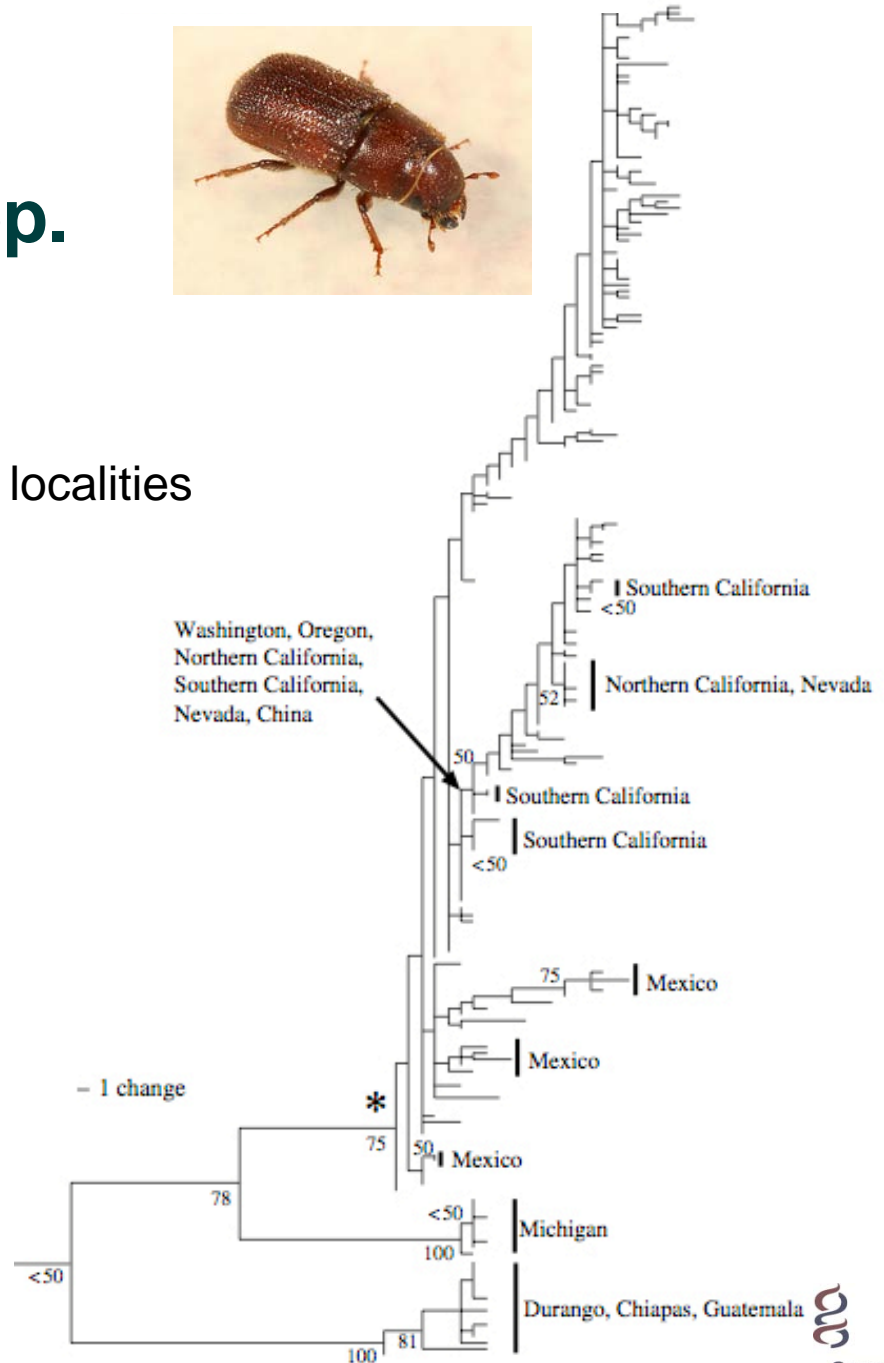 p.
localities
Washington, Oregon,
Northern California,
Southern California,
Nevada, China
Southern California
<50
Northern California, Nevada
52
50
Southern California
Southern California
<50
75
Mexico
Mexico
– 1 change
*
75
50
Mexico
78
<50
Michigan
100
<50
Durango, Chiapas, Guatemala
81
100